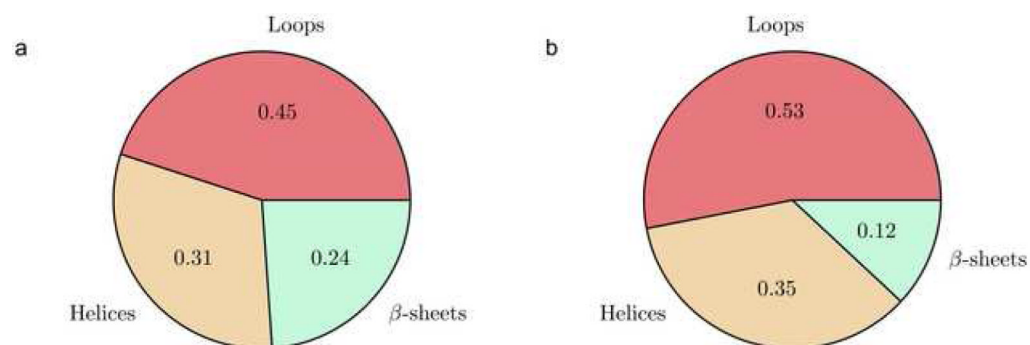 a
Loops
0.45
0.31
0.24
Helices
β-sheets
b
Loops
0.53
0.12
β-sheets
0.35
Helices